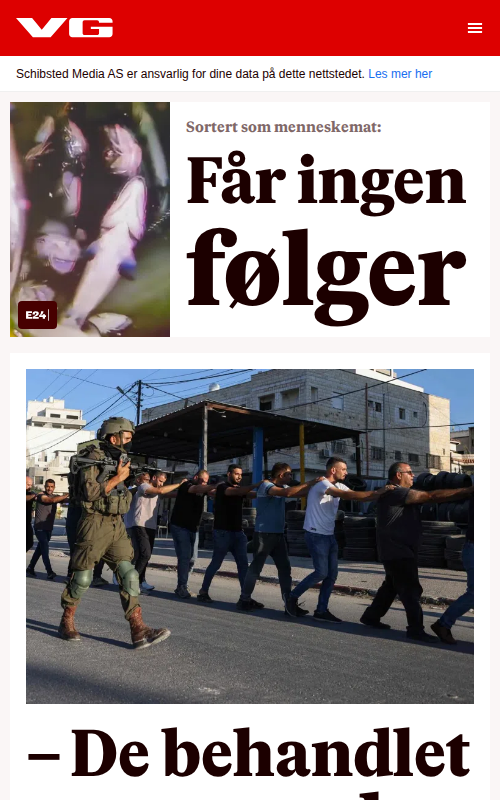 VG
Schibsted Media AS er ansvarlig for dine data på dette nettstedet. Les mer her
Sortert som menneskemat:
Får ingen
følger
E24
– De behandlet